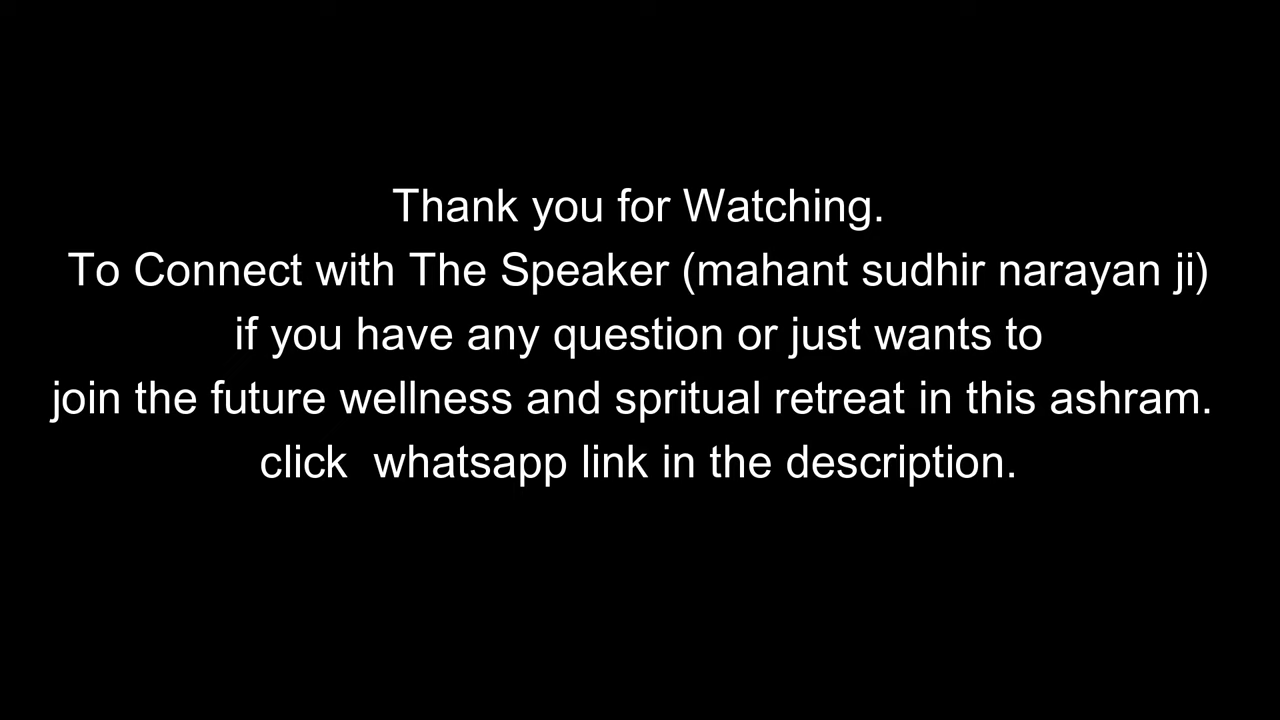 Thank you for Watching.
To Connect with The Speaker (mahant sudhir narayan ji)
if you have any question or just wants to
join the future wellness and spritual retreat in this ashram.
click  whatsapp link in the description.